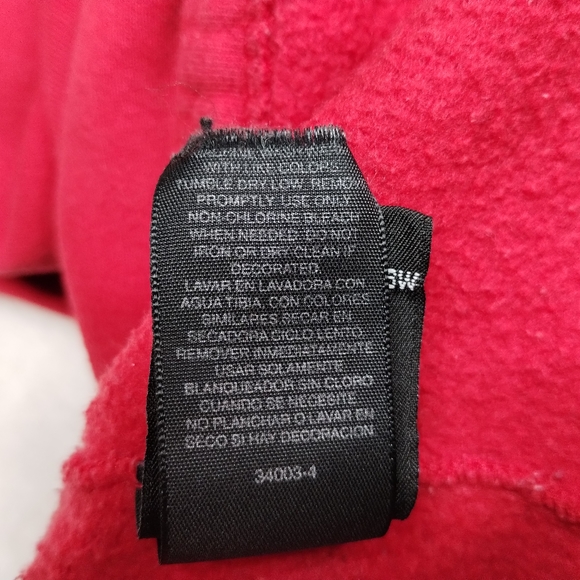 WITH LIKE COLORS.
TUMBLE DRY LOW. REMOVE
PROMPTLY. USE ONLY
NON-CHLORINE BLEACH
WHEN NEEDED. DO NOT
IRON OR DRY CLEAN IF
DECORATED.
LAVAR EN LAVADORA CON
AGUA TIBIA, CON COLORES
SIMILARES SECAR EN
SECADORA CICLO LENTO.
REMOVER INMEDIATAMENTE.
USAR SOLAMENTE
BLANQUEADOR SIN CLORO
CUANDO SE NECESITE
NO PLANCHAR O LAVAR EN
SECO SI HAY DECORACION
34003-4
3W